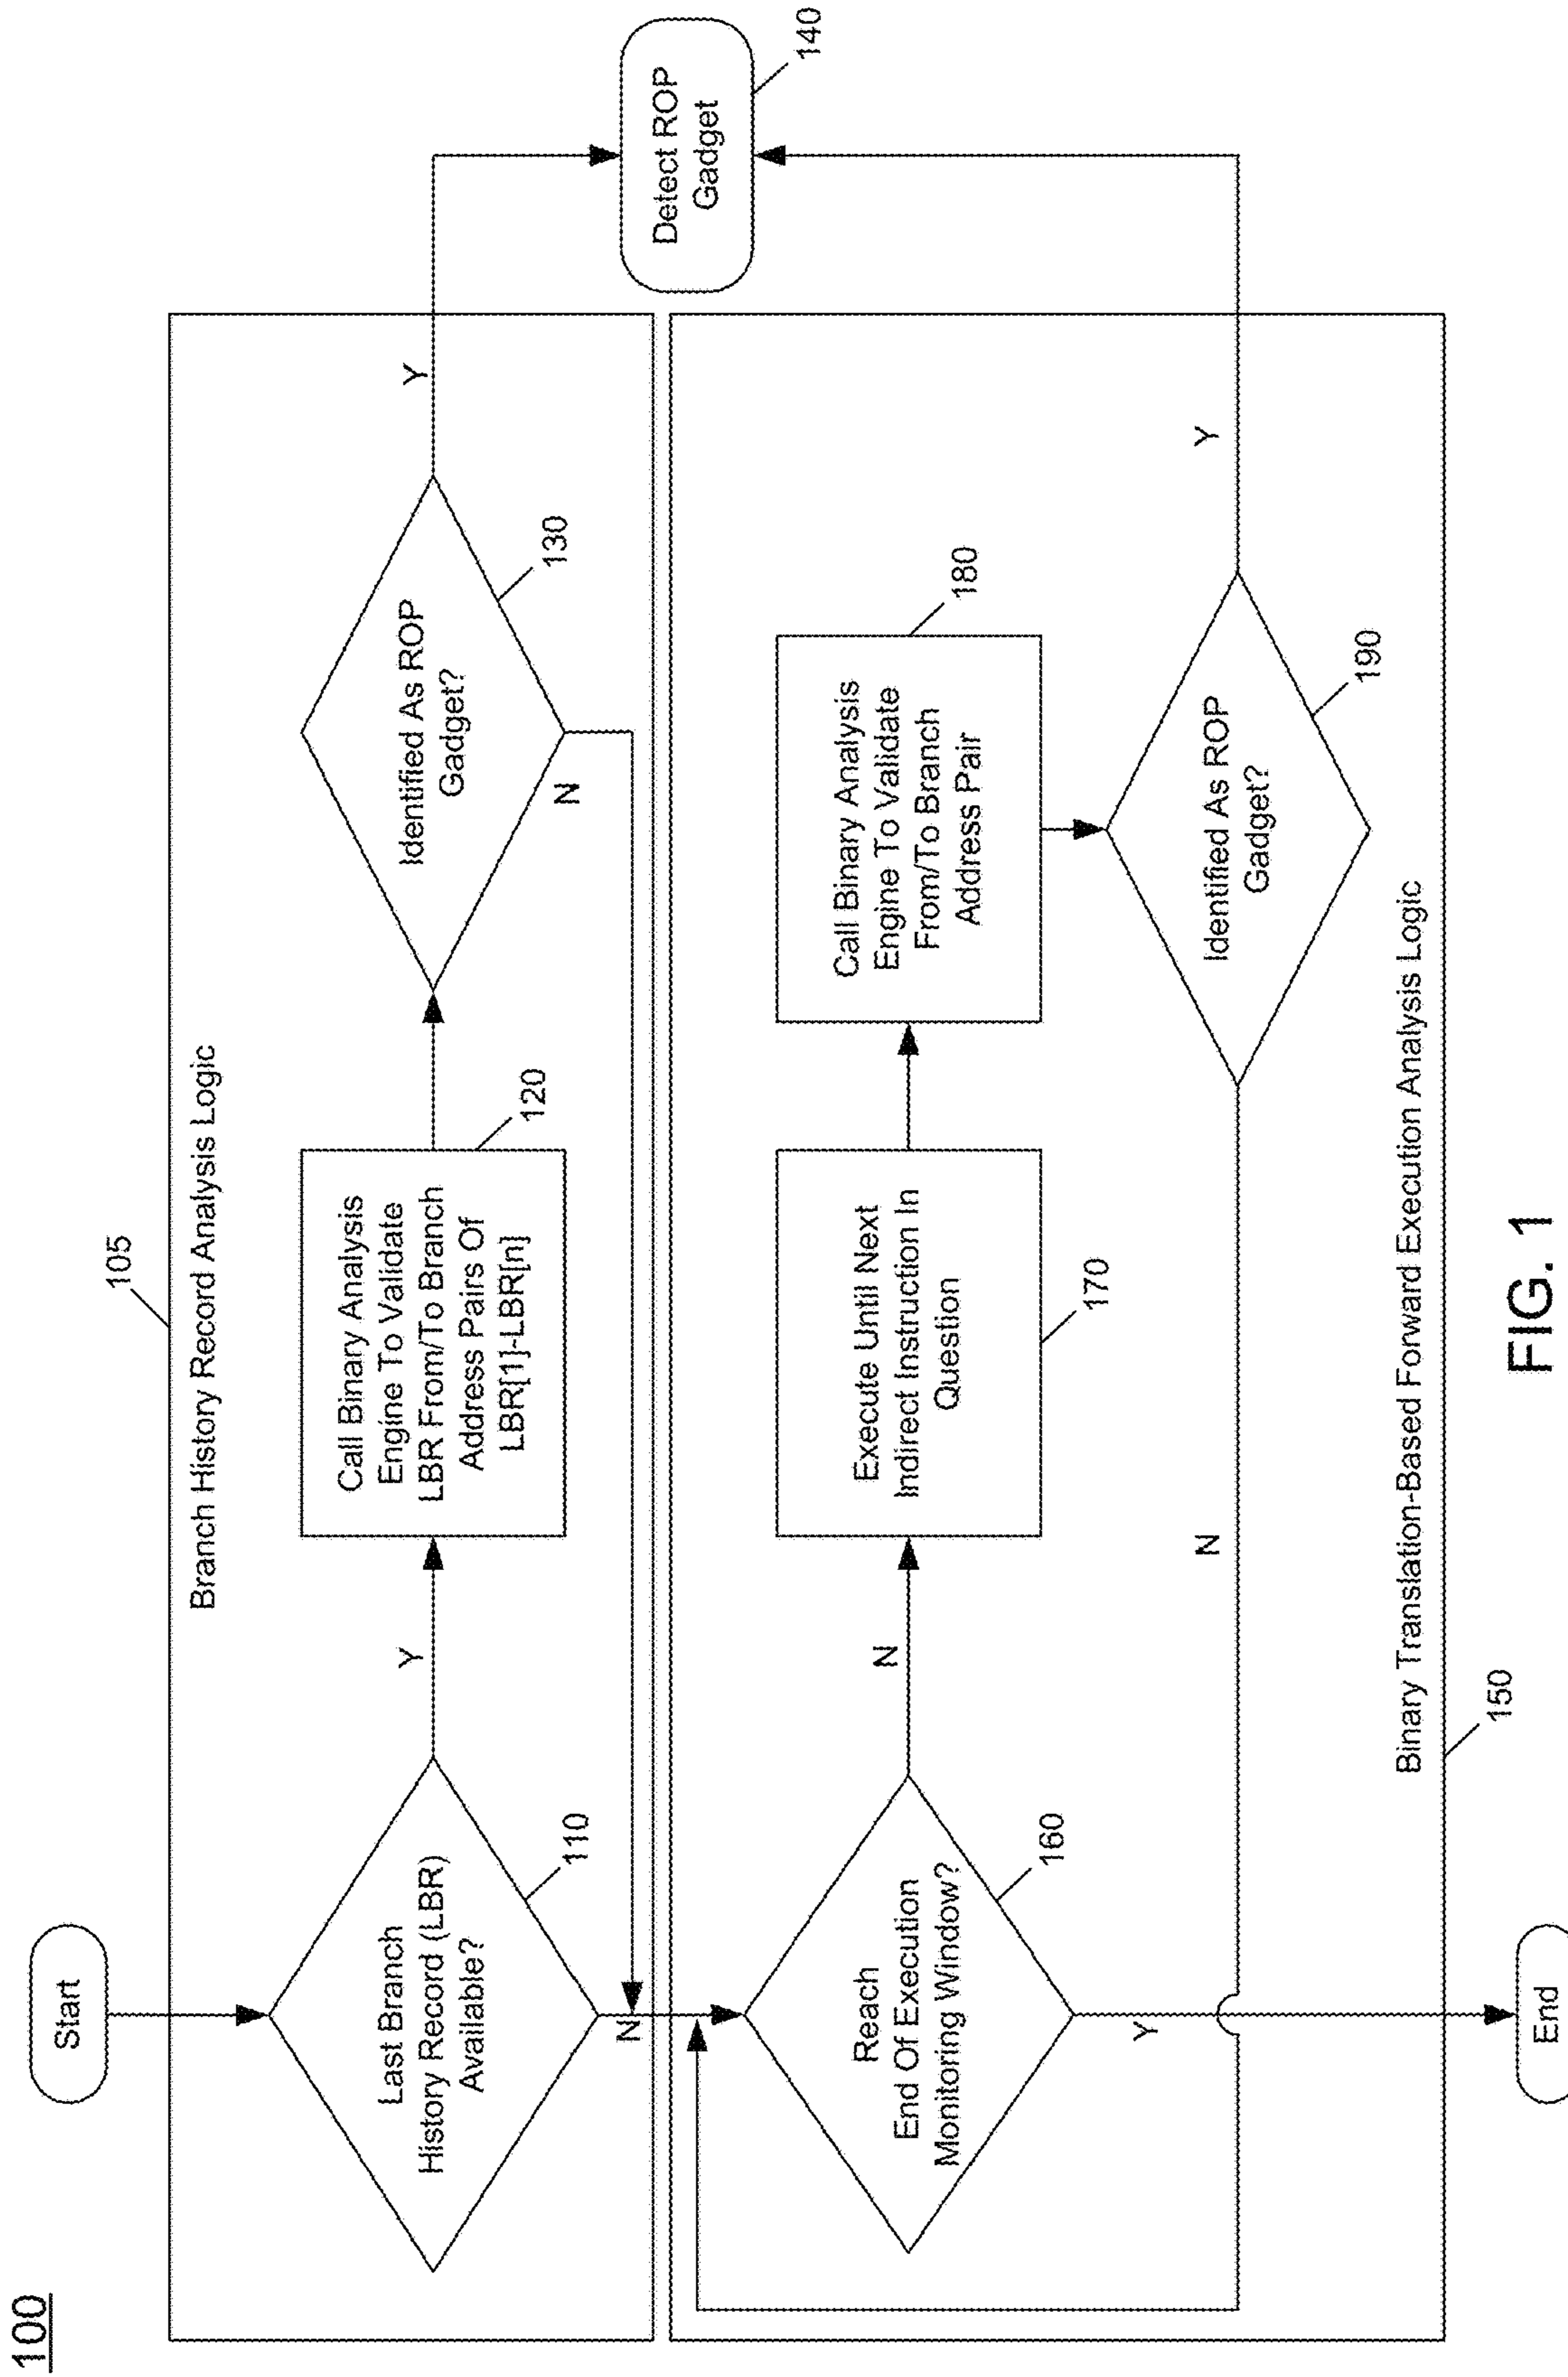 100
Start
105
Branch History Record Analysis Logic
Last Branch
History Record (LBR)
Available?
110
Y
N
Call Binary Analysis
Engine To Validate
LBR From/To Branch
Address Pairs Of
LBR[1]-LBR[n]
120
Identified As ROP
Gadget?
130
Y
N
Detect ROP
Gadget
140
Reach
End Of Execution
Monitoring Window?
160
N
Y
Execute Until Next
Indirect Instruction In
Question
170
Call Binary Analysis
Engine To Validate
From/To Branch
Address Pair
180
Identified As ROP
Gadget?
190
Y
N
Binary Translation-Based Forward Execution Analysis Logic
150
End
FIG. 1